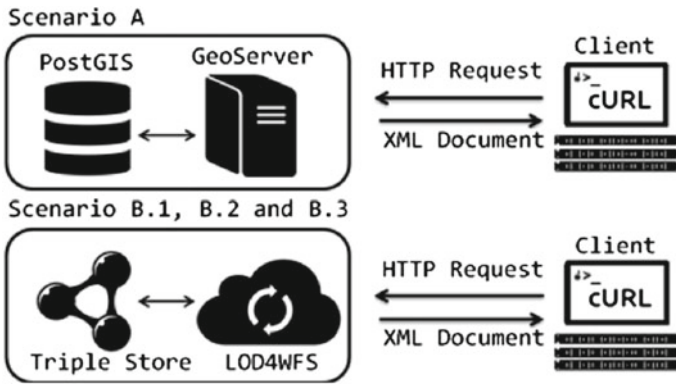 Scenario A
PostGIS
GeoServer
HTTP Request
XML Document
Client
cURL
Scenario B.1, B.2 and B.3
Triple Store
LOD4WFS
HTTP Request
XML Document
Client
cURL